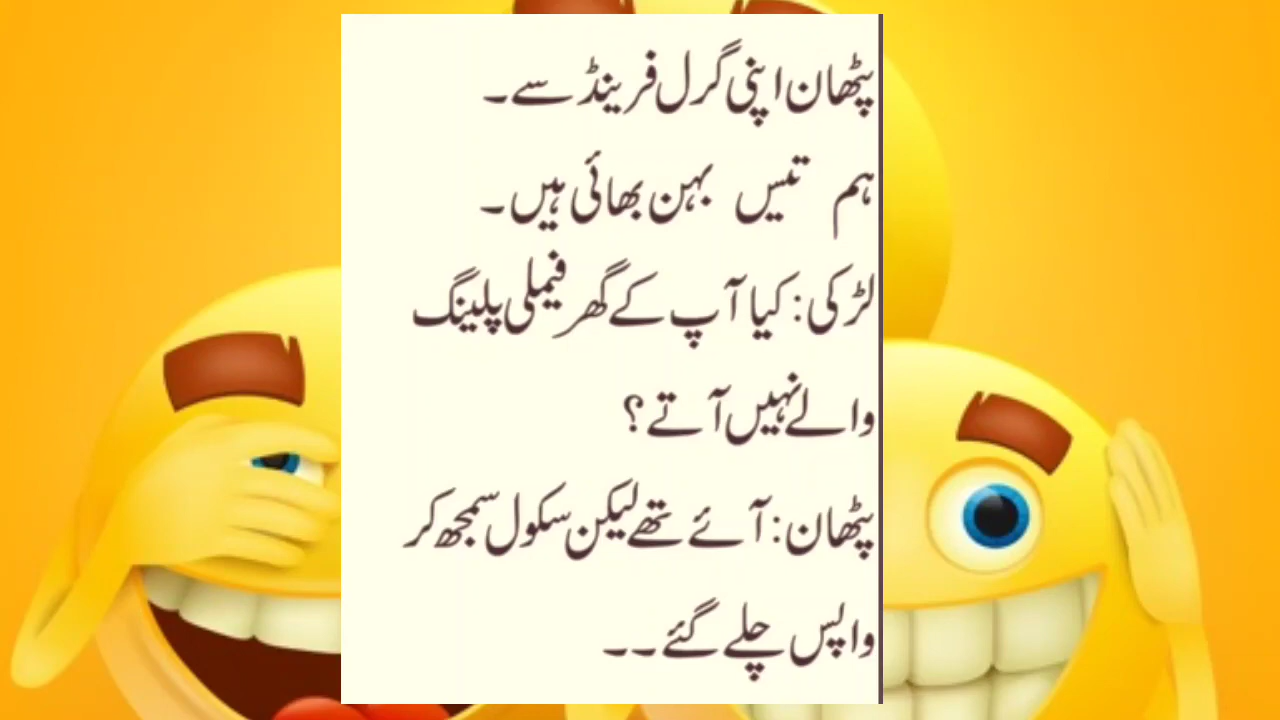 پٹھان اپنی گرل فرینڈ سے۔
ہم تیس بہن بھائی ہیں۔
لڑکی: کیا آپ کے گھر فیملی پلینگ
والے نہیں آتے؟
پٹھان: آئے تھے لیکن سکول سمجھ کر
واپس چلے گئے۔۔